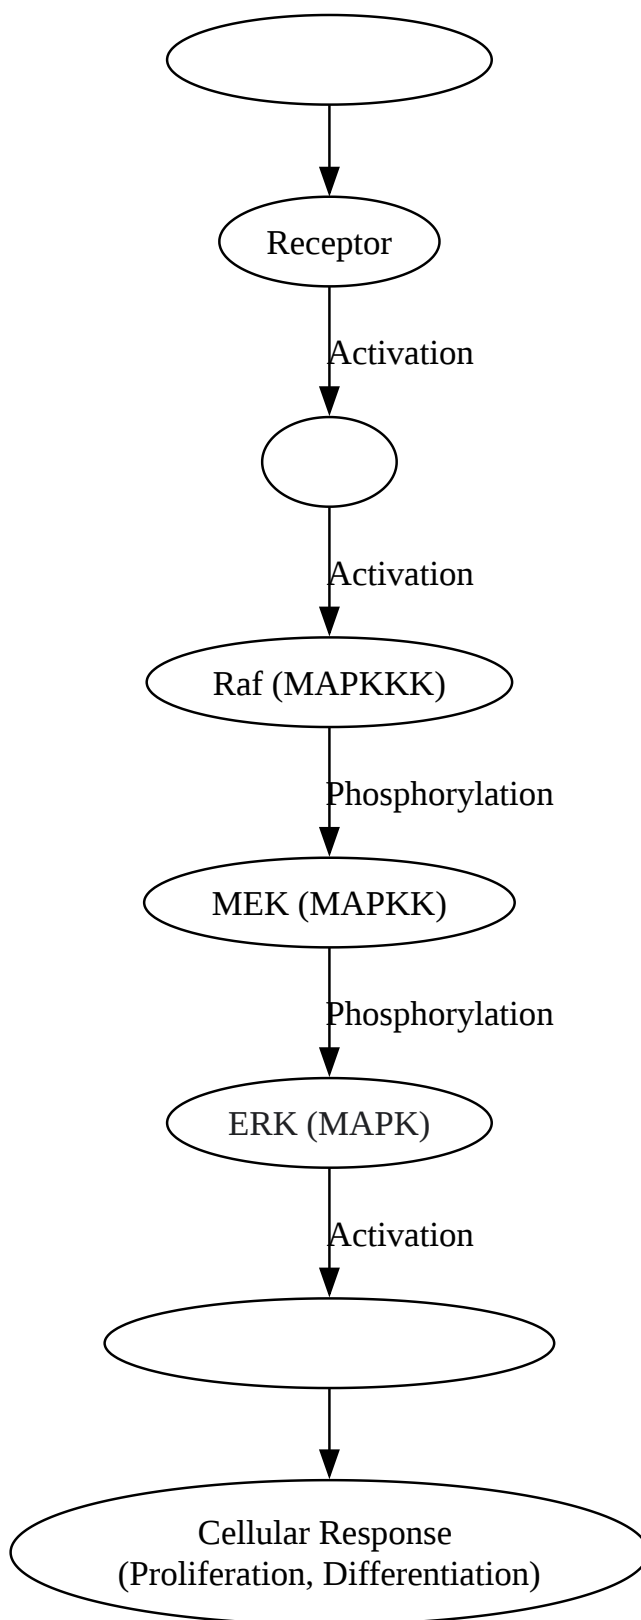 Receptor
Activation
Activation
Raf (MAPKKK)
Phosphorylation
MEK (MAPKK)
Phosphorylation
ERK (MAPK)
Activation
Cellular Response
(Proliferation, Differentiation)